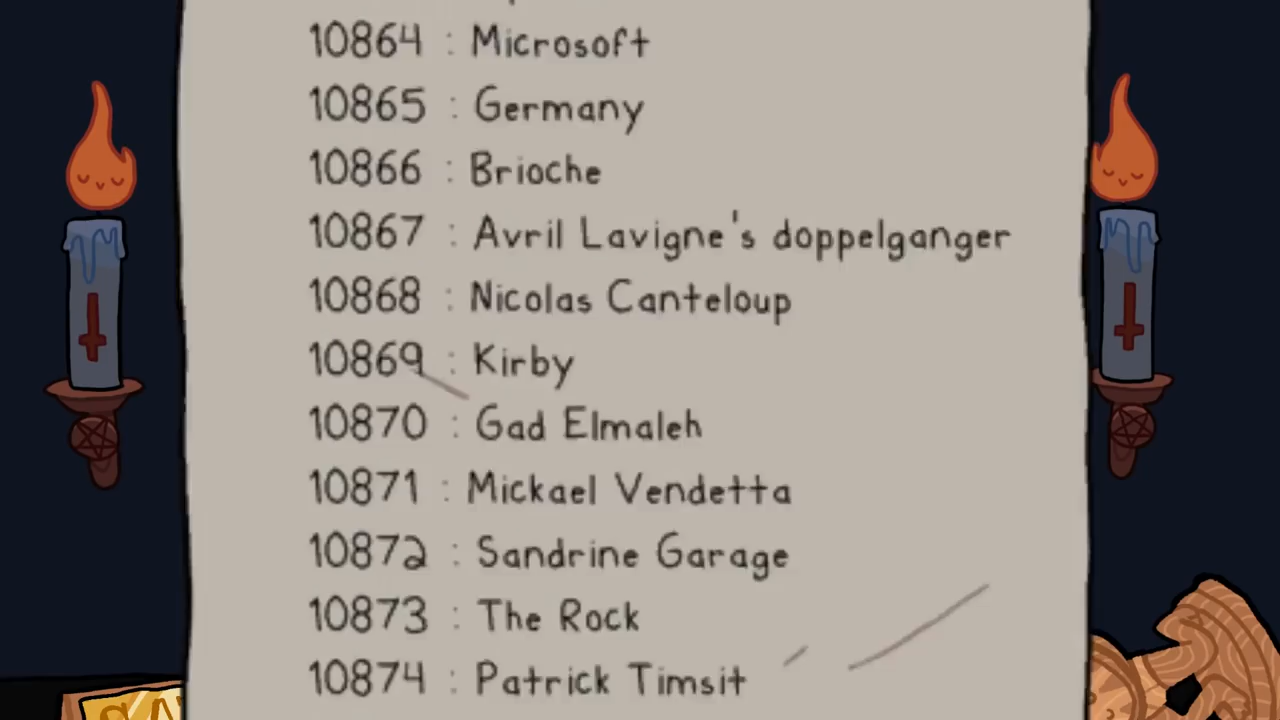 10864 : Microsoft
10865 : Germany
10866 : Brioche
10867 : Avril Lavigne's doppelganger
10868 : Nicolas Canteloup
10869 : Kirby
10870 : Gad Elmaleh
10871 : Mickael Vendetta
10872 : Sandrine Garage
10873 : The Rock
10874 : Patrick Timsit